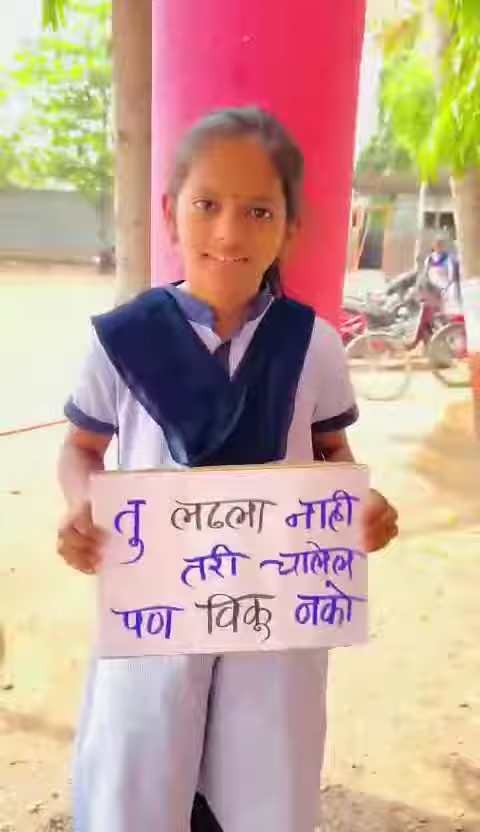 तु लढला नाही
तरी चालेल
पण विकू नको